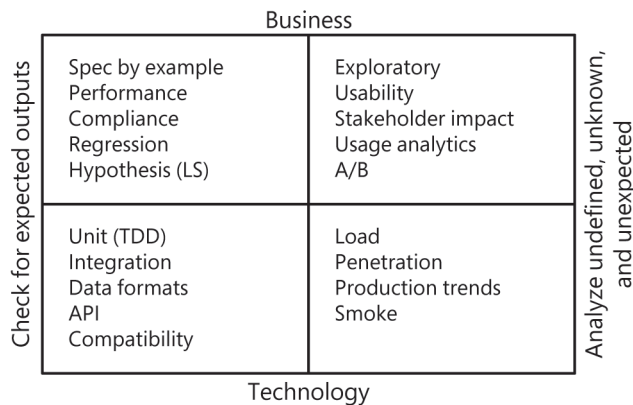 Business
Check for expected outputs
Spec by example
Performance
Compliance
Regression
Hypothesis (LS)
Exploratory
Usability
Stakeholder impact
Usage analytics
A/B
Analyze undefined, unknown,
and unexpected
Unit (TDD)
Integration
Data formats
API
Compatibility
Load
Penetration
Production trends
Smoke
Technology